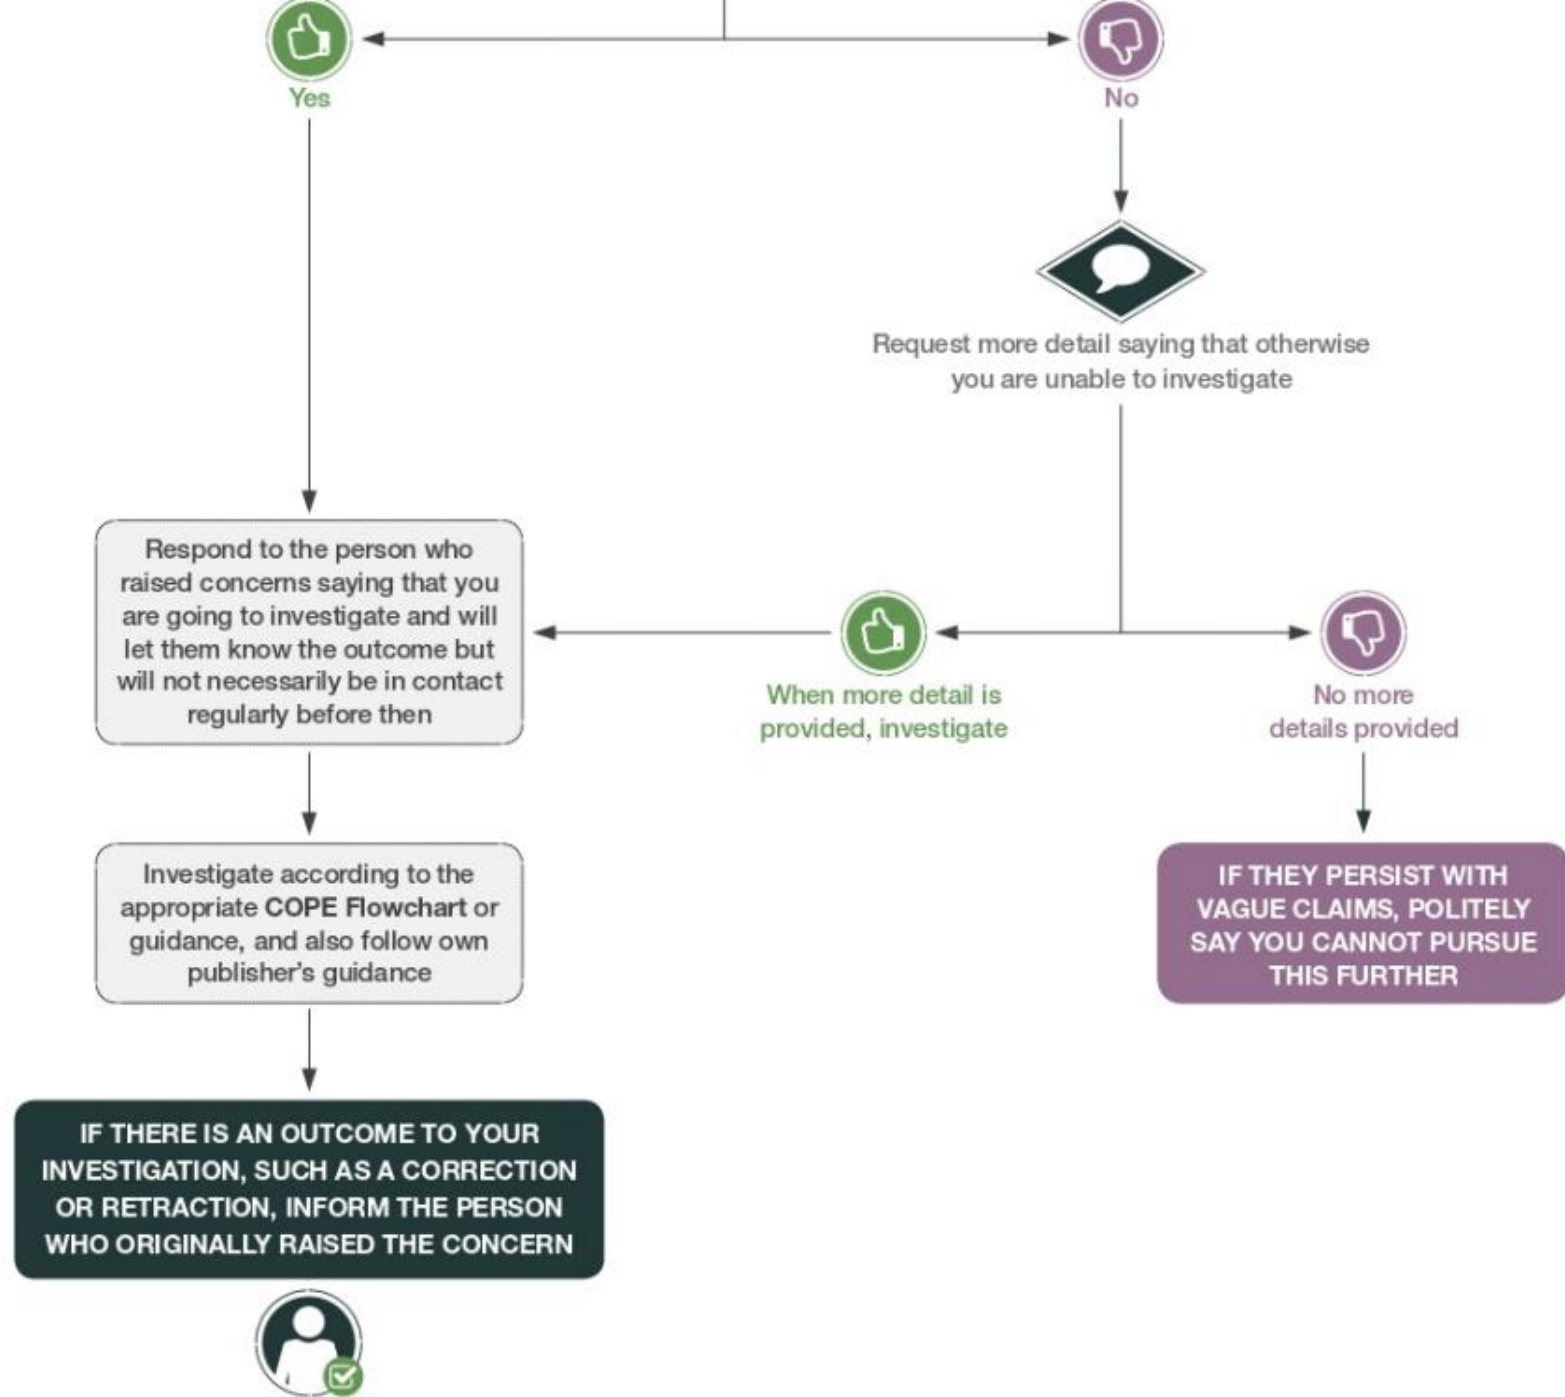 Yes
No
Request more detail saying that otherwise
you are unable to investigate
Respond to the person who
raised concerns saying that you
are going to investigate and will
let them know the outcome but
will not necessarily be in contact
regularly before then
When more detail is
provided, investigate
No more
details provided
Investigate according to the
appropriate COPE Flowchart or
guidance, and also follow own
publisher's guidance
IF THEY PERSIST WITH
VAGUE CLAIMS, POLITELY
SAY YOU CANNOT PURSUE
THIS FURTHER
IF THERE IS AN OUTCOME TO YOUR
INVESTIGATION, SUCH AS A CORRECTION
OR RETRACTION, INFORM THE PERSON
WHO ORIGINALLY RAISED THE CONCERN